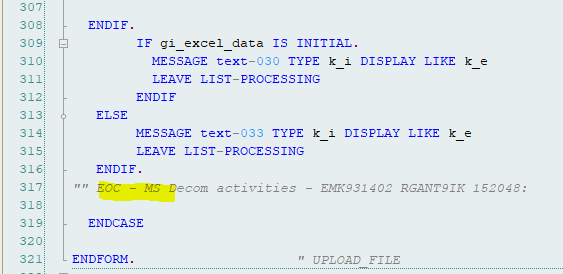 307
308 ENDIF.
309 IF gi_excel_data IS INITIAL.
310 MESSAGE text-030 TYPE k_i DISPLAY LIKE k_e
311 LEAVE LIST-PROCESSING
312 ENDIF
313 ELSE
314 MESSAGE text-033 TYPE k_i DISPLAY LIKE k_e
315 LEAVE LIST-PROCESSING
316 ENDIF.
317 "" EOC - MS Decom activities - EMK931402 RGANT9IK 152048:
318
319 ENDCASE
320
321 ENDFORM. " UPLOAD_FILE